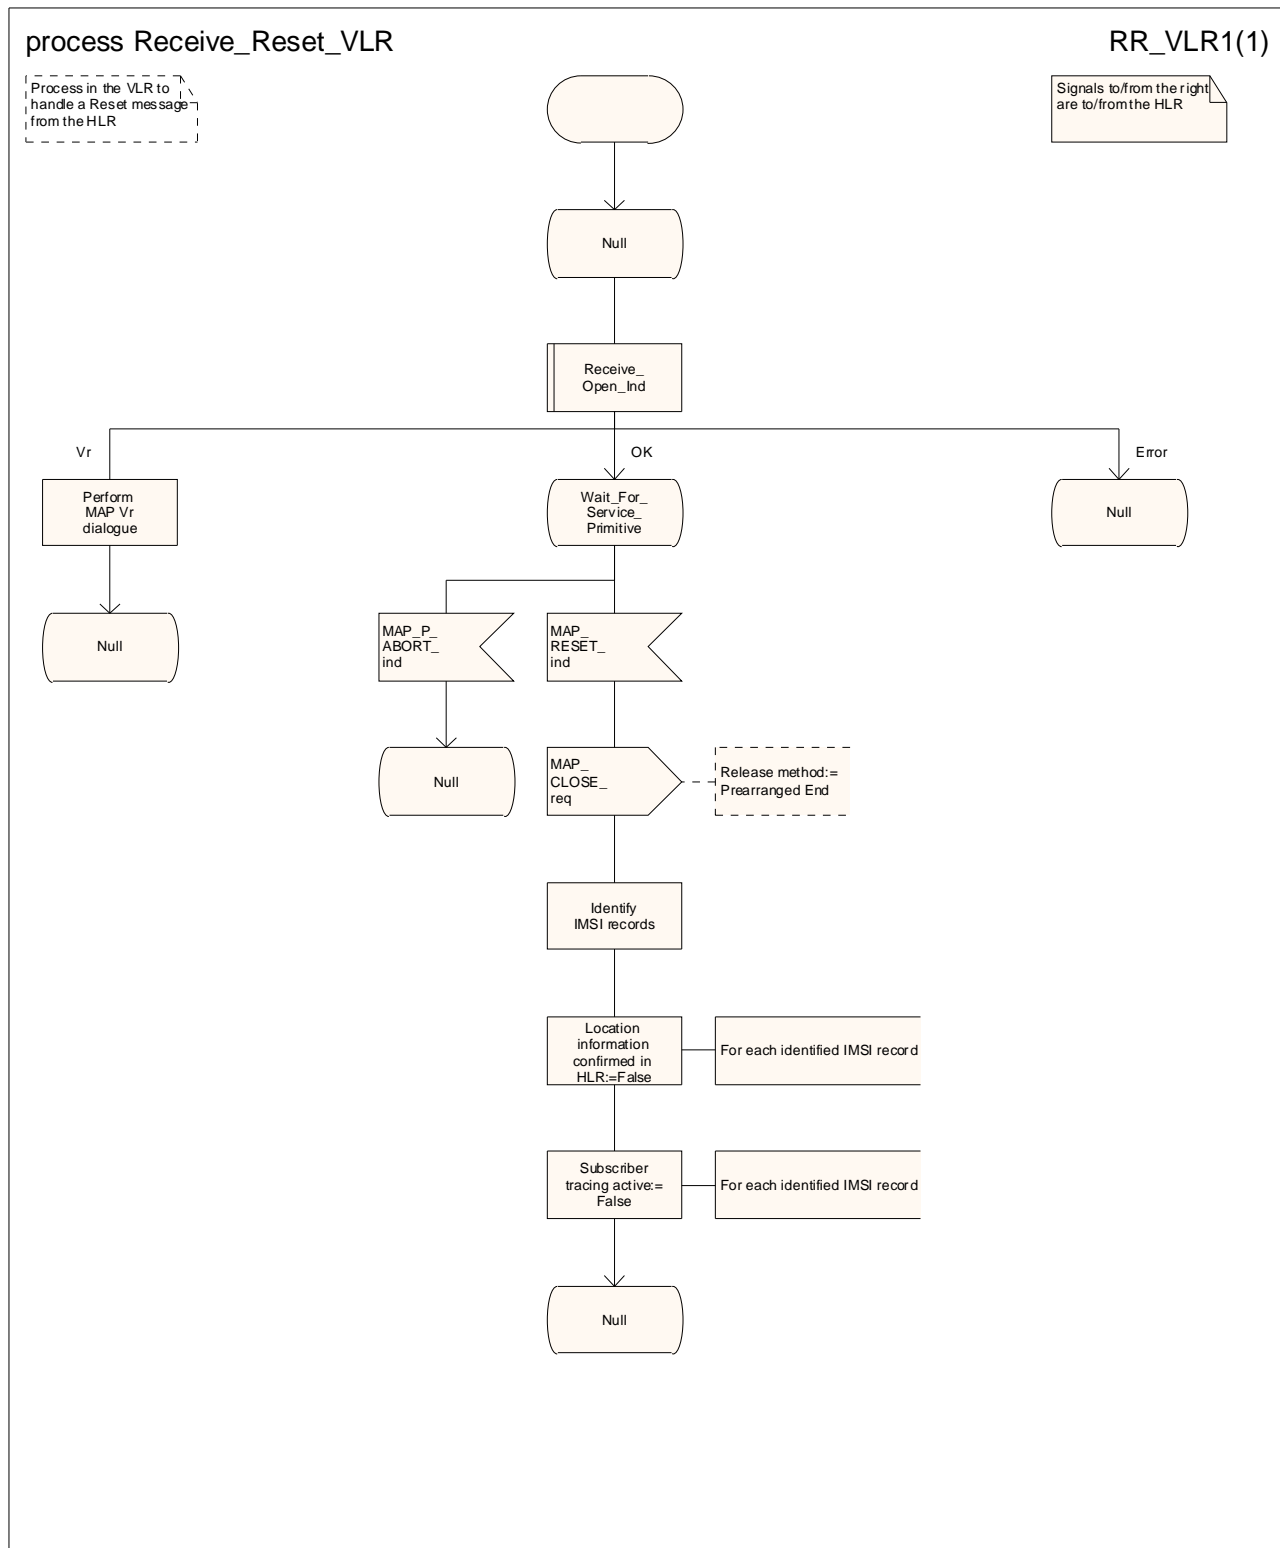 process Receive_Reset_VLR
RR_VLR1(1)
Process in the VLR to
handle a Reset message
from the HLR
Signals to/from the right
are to/from the HLR
Null
Receive_
Open_Ind
Vr
OK
Error
Perform
MAP Vr
dialogue
Wait_For_
Service_
Primitive
Null
Null
MAP_P_
ABORT_
ind
MAP_
RESET_
ind
Null
MAP_
CLOSE_
req
Release method:=
Prearranged End
Identify
IMSI records
Location
information
confirmed in
HLR:=False
For each identified IMSI record
Subscriber
tracing active:=
False
For each identified IMSI record
Null